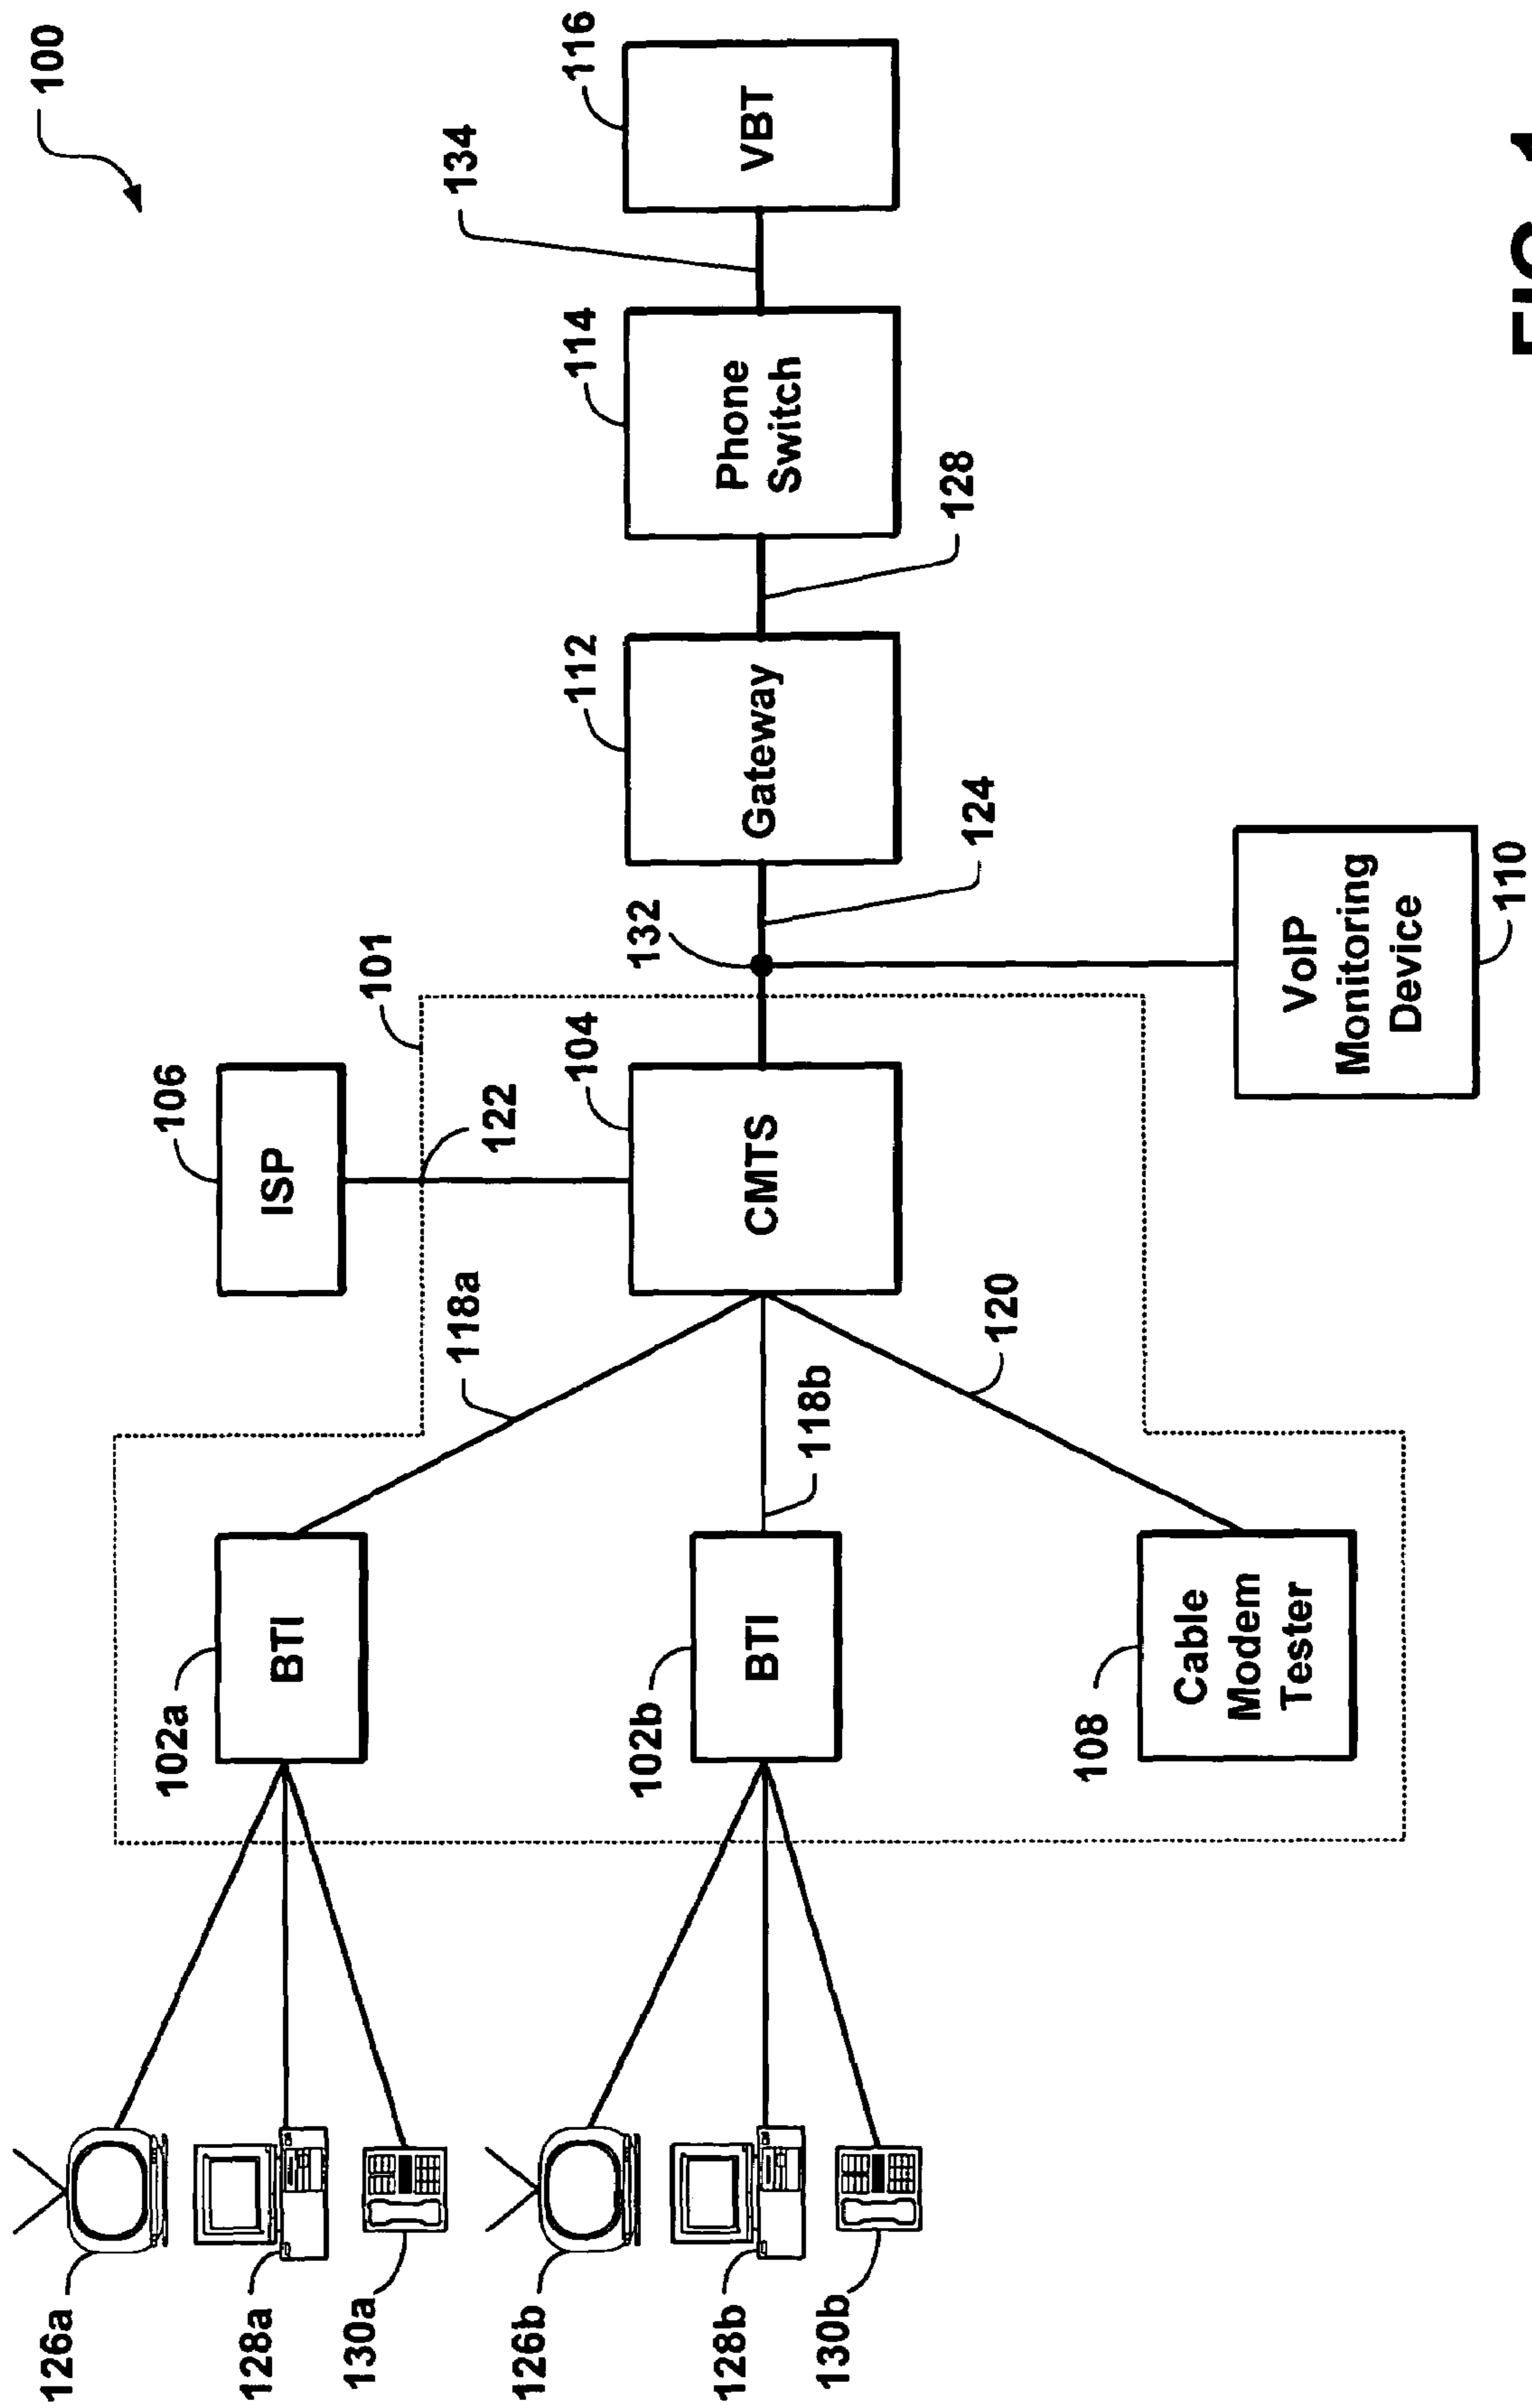 100
126a
128a
130a
126b
128b
130b
102a
BTI
102b
BTI
108
Cable
Modem
Tester
118a
118b
120
106
ISP
122
101
104
CMTS
132
124
VoIP
Monitoring
Device
110
112
Gateway
128
114
Phone
Switch
134
116
VBT